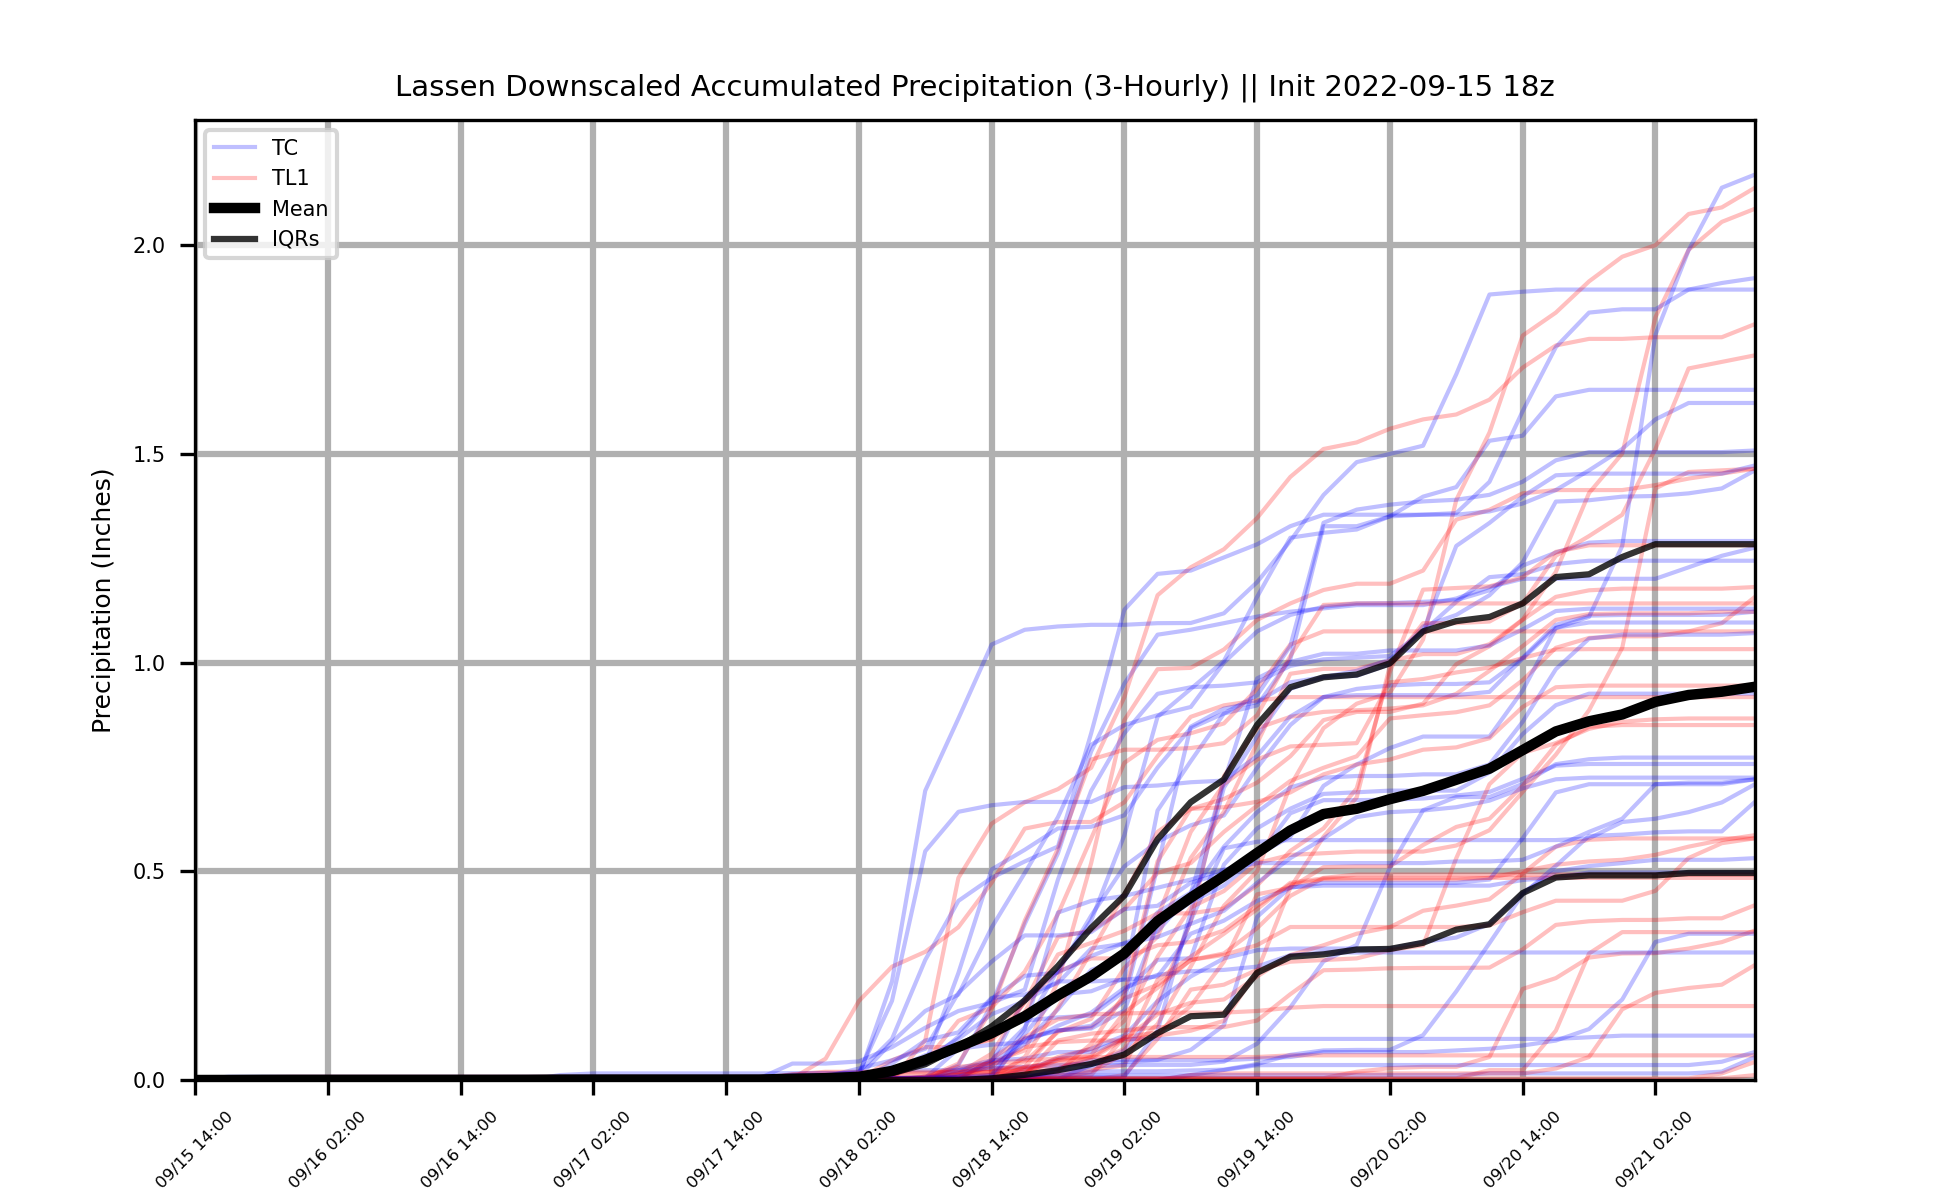 Lassen Downscaled Accumulated Precipitation (3-Hourly) || Init 2022-09-15 18z
TC
TL1
Mean
IQRs
Precipitation (Inches)
2.0
1.5
1.0
0.5
0.0
09/15 14:00
09/16 02:00
09/16 14:00
09/17 02:00
09/17 14:00
09/18 02:00
09/18 14:00
09/19 02:00
09/19 14:00
09/20 02:00
09/20 14:00
09/21 02:00